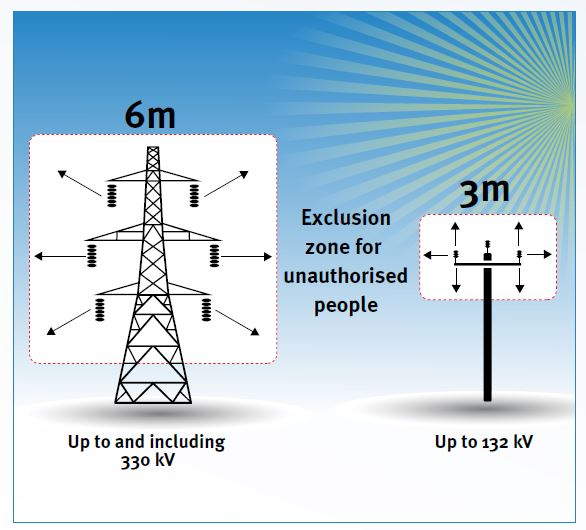 6m
3m
Exclusion
zone for
unauthorised
people
Up to and including
330 kV
Up to 132 kV